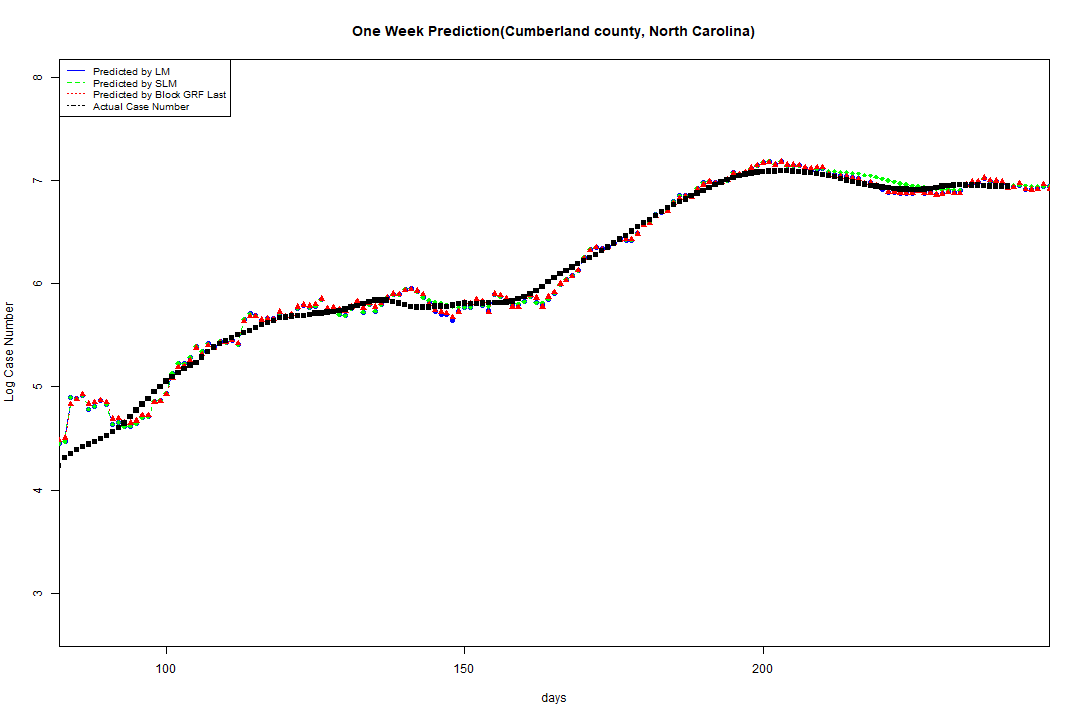 One Week Prediction(Cumberland county, North Carolina)
Predicted by LM
Predicted by SLM
Predicted by Block GRF Last
Actual Case Number
8
7
6
5
4
3
Log Case Number
100
150
200
days